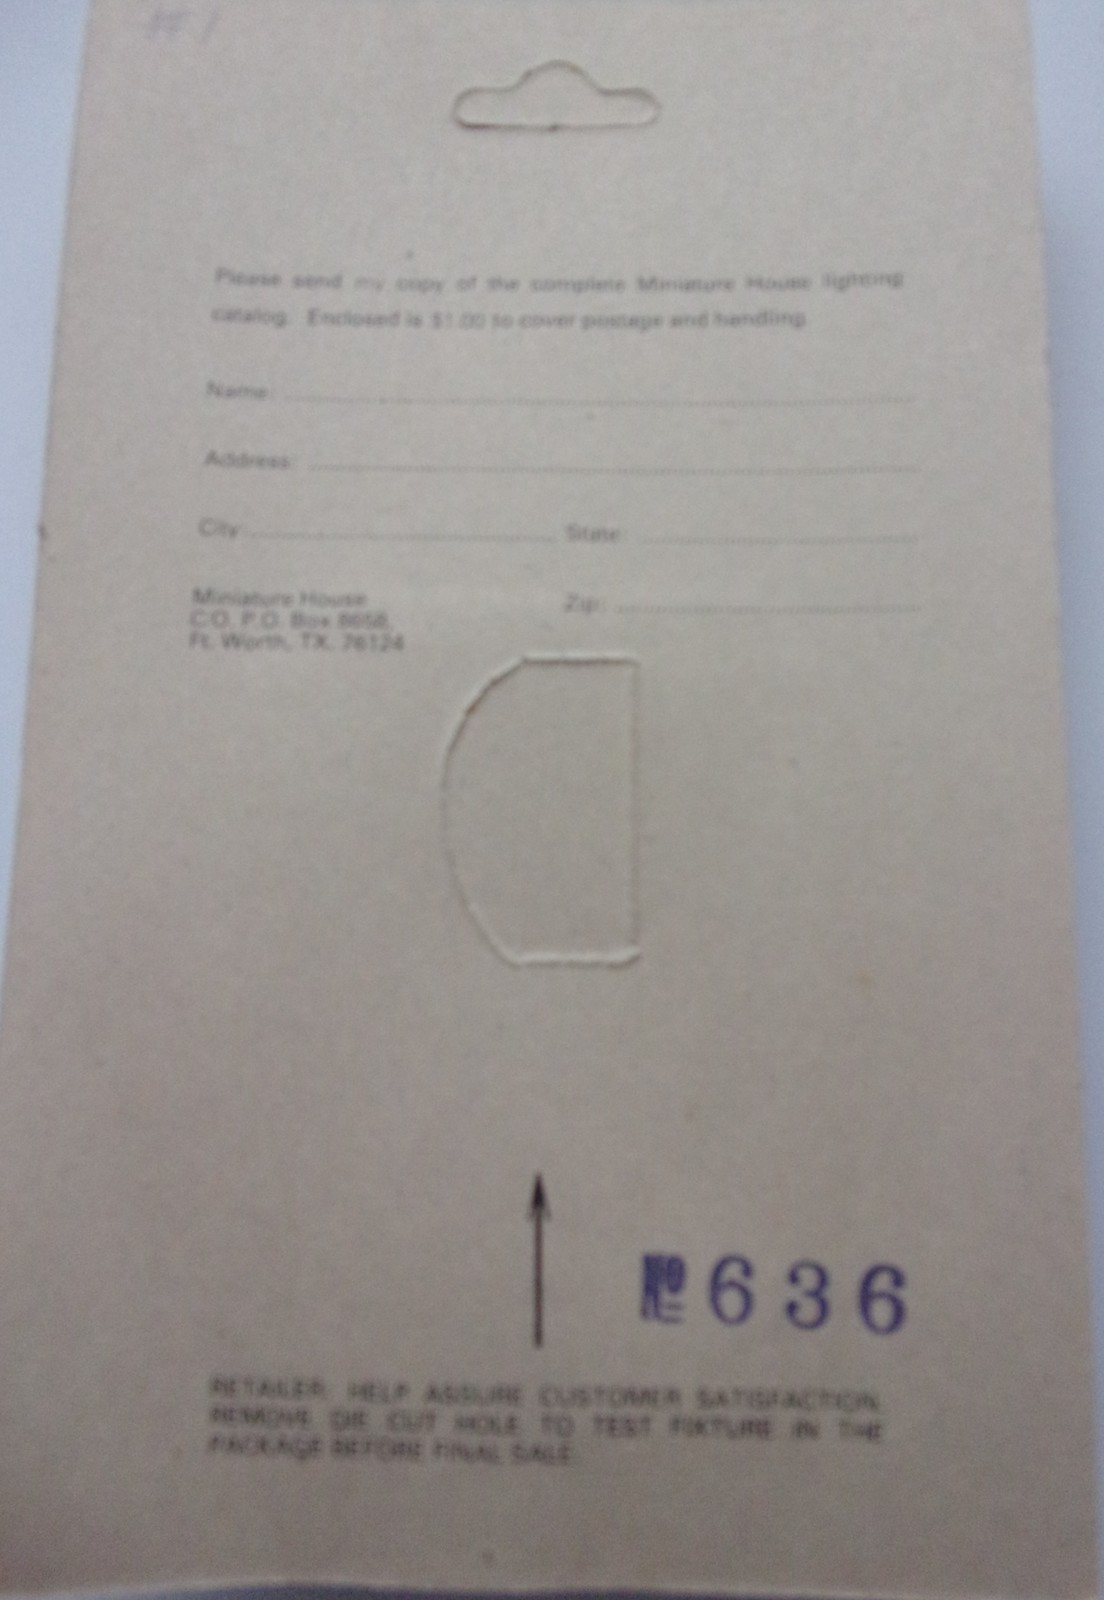 #1
Please send my copy of the complete Miniature House lighting
catalog. Enclosed is $1.00 to cover postage and handling.
Name:
Address:
City State:
Miniature House Zip:
C.O. P.O. Box 8658,
Ft. Worth, TX. 76124
№ 636
RETAILER: HELP ASSURE CUSTOMER SATISFACTION.
REMOVE DIE CUT HOLE TO TEST FIXTURE IN THE
PACKAGE BEFORE FINAL SALE.